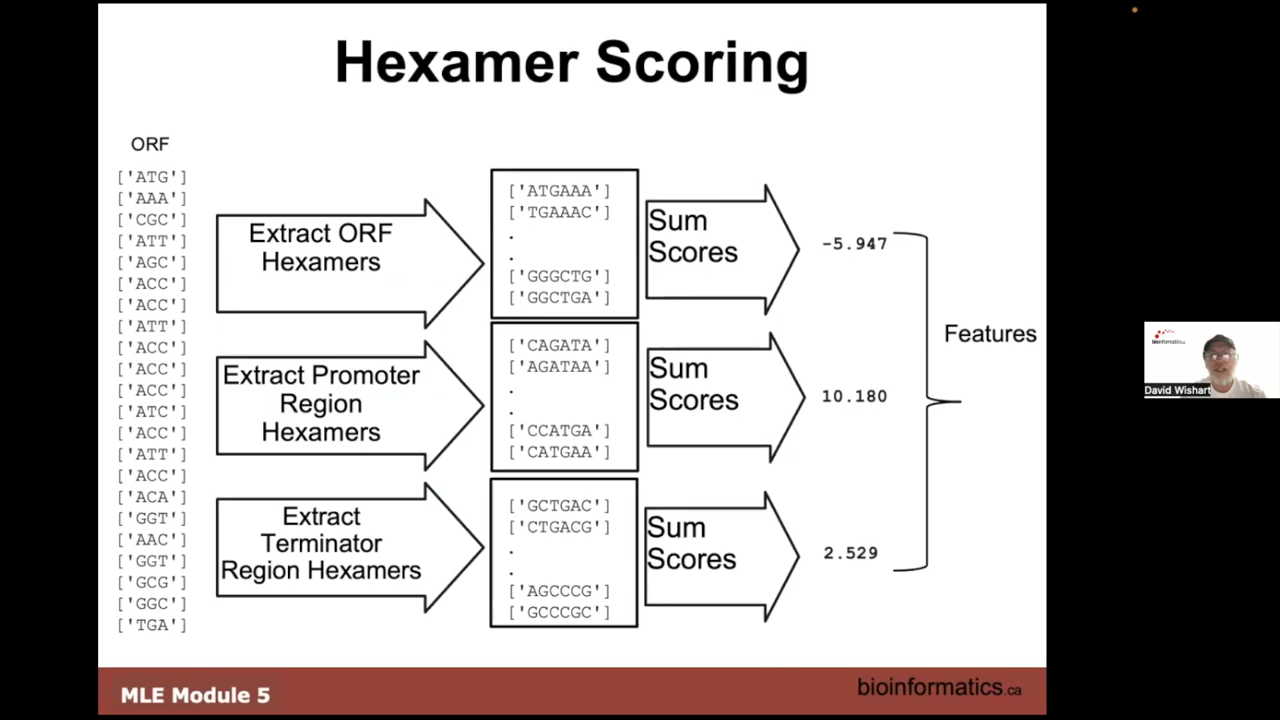 Hexamer Scoring
ORF
['ATG']
['AAA']
['CGC']
['ATT']
['AGC']
['ACC']
['ACC']
['ATT']
['ACC']
['ACC']
['ACC']
['ATC']
['ACC']
['ATT']
['ACC']
['ACA']
['GGT']
['AAC']
['GGT']
['GCG']
['GGC']
['TGA']
Extract ORF
Hexamers
['ATGAAA']
['TGAAAC']
.
.
['GGGCTG']
['GGCTGA']
Sum
Scores
-5.947
Extract Promoter
Region
Hexamers
['CAGATA']
['AGATAA']
.
.
['CCATGA']
['CATGAA']
Sum
Scores
10.180
Extract
Terminator
Region Hexamers
['GCTGAC']
['CTGACG']
.
.
['AGCCCG']
['GCCCGC']
Sum
Scores
2.529
Features
MLE Module 5
bioinformatics.ca
bioinformatics.ca
David Wishart